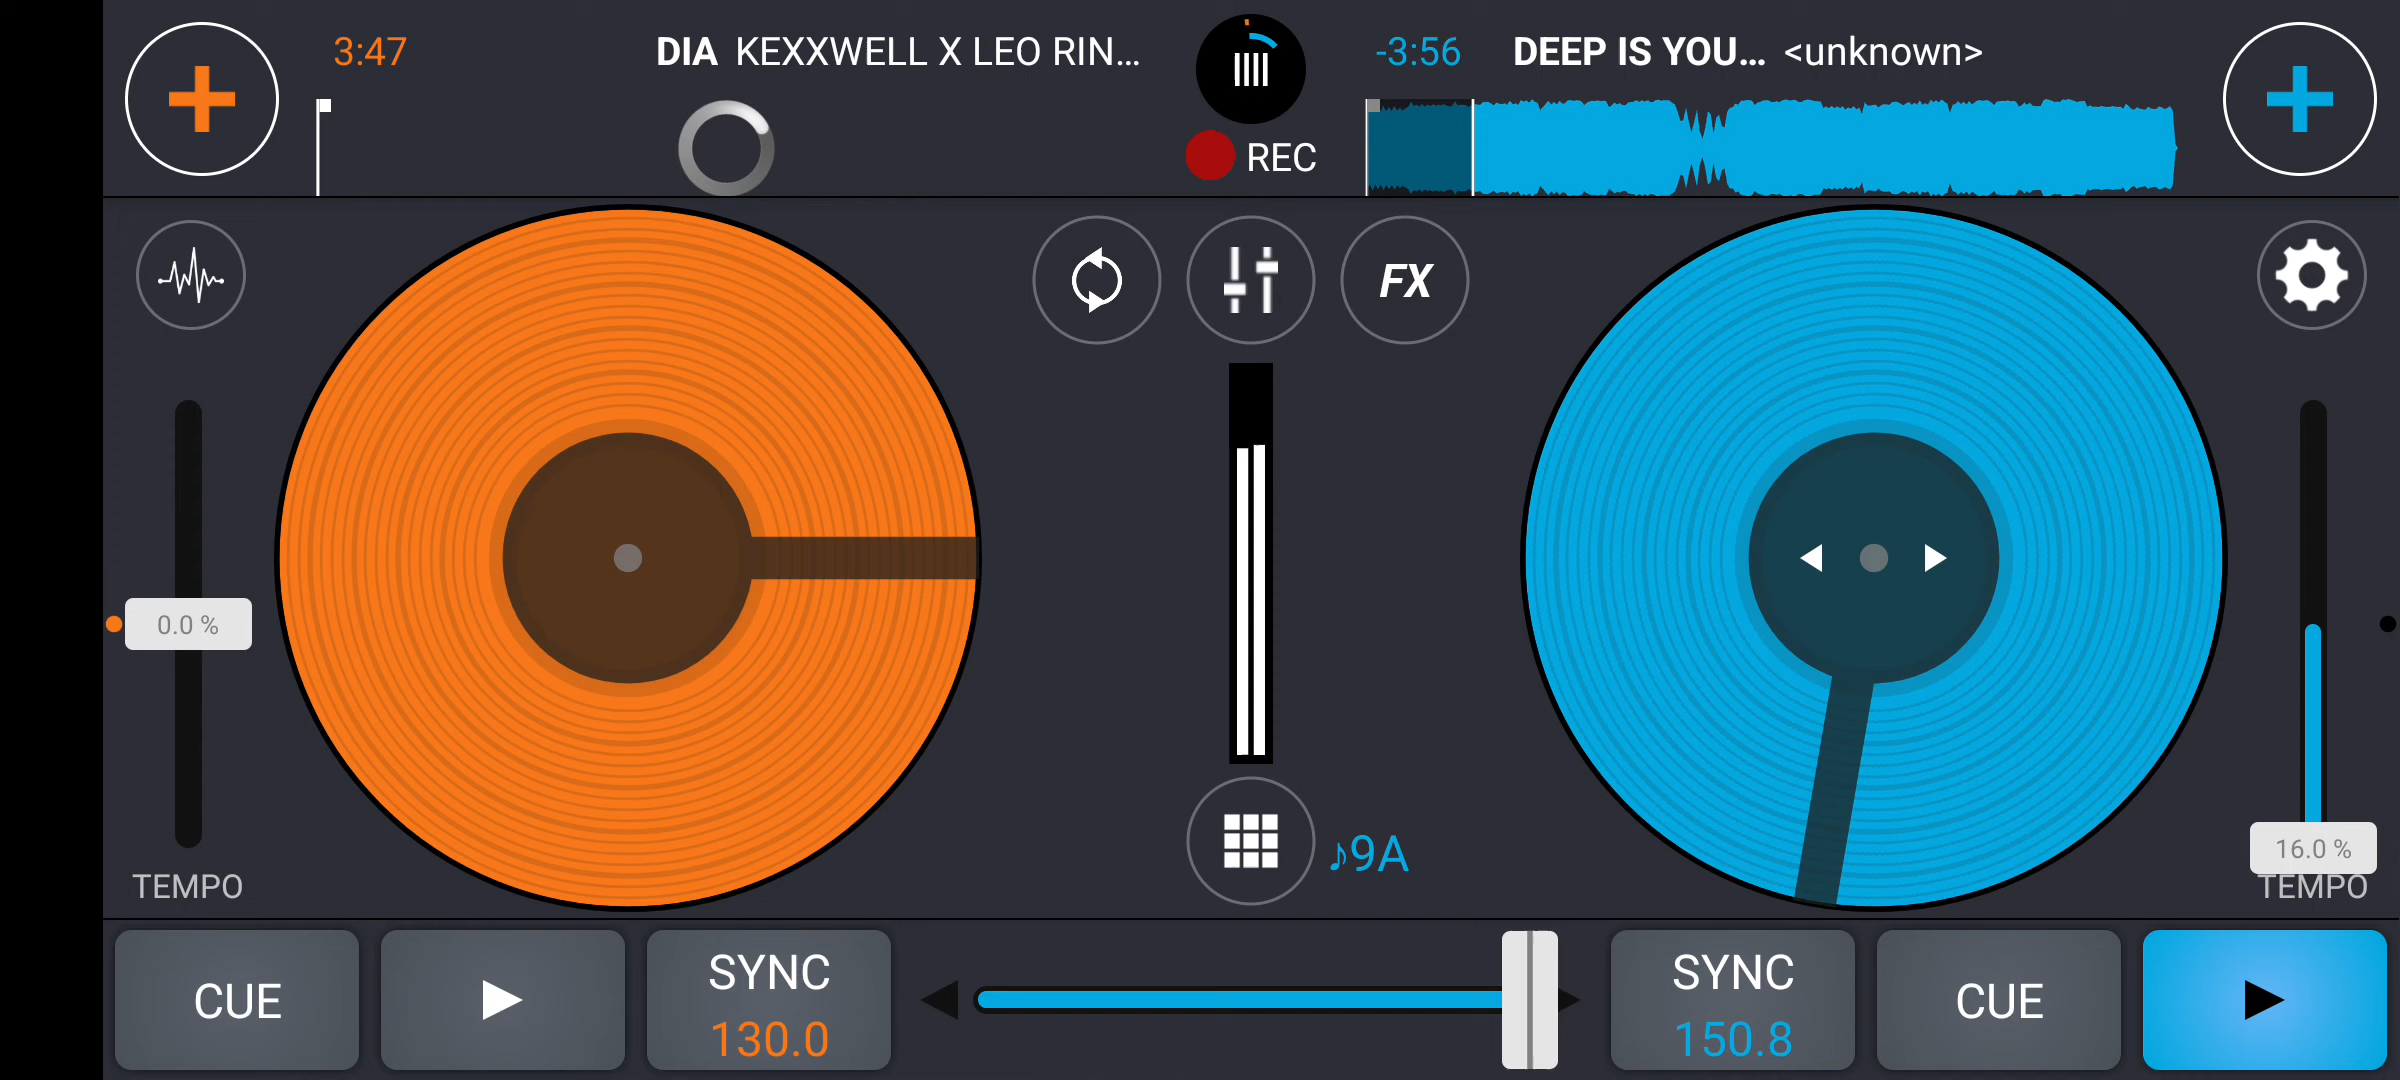 3:47
DIA KEXXWELL X LEO RIN...
-3:56
DEEP IS YOU... <unknown>
REC
FX
0.0 %
16.0 %
♪9A
TEMPO
TEMPO
CUE
SYNC
130.0
SYNC
150.8
CUE